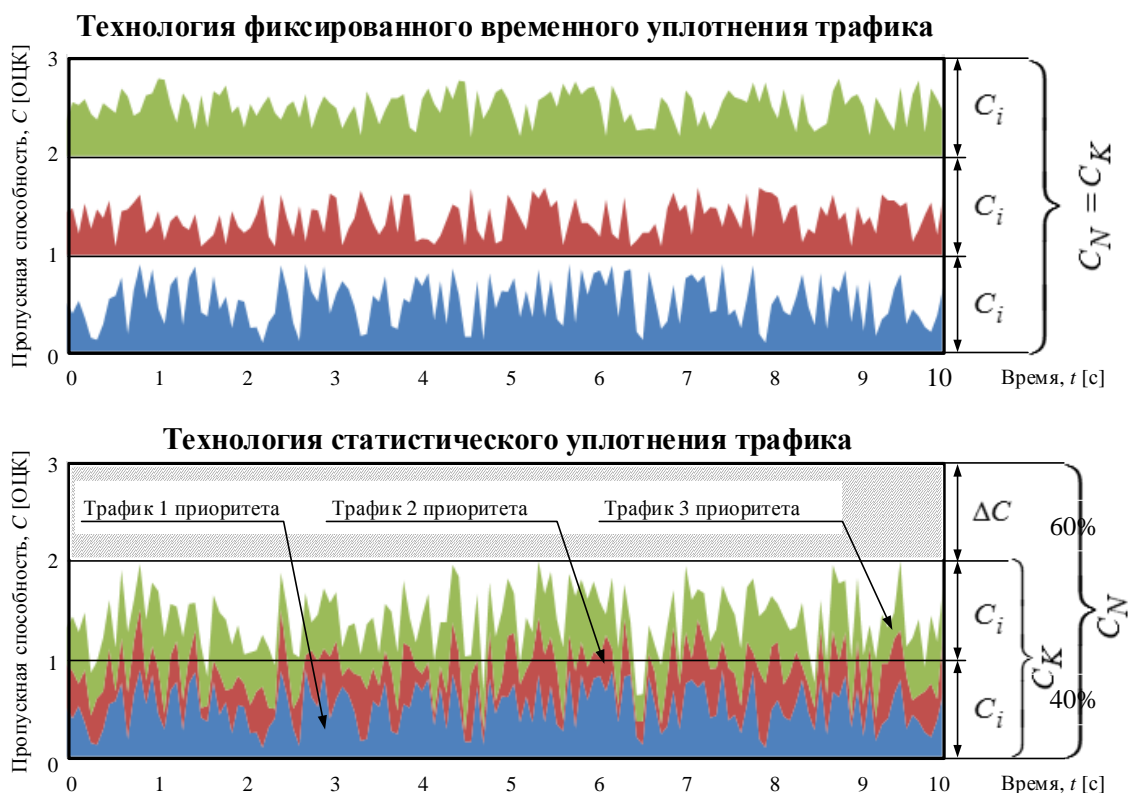 Технология фиксированного временного уплотнения трафика
Пропускная способность, C [ОЦК]
3
2
1
0
C_i
C_i
C_i
C_N = C_K
0 1 2 3 4 5 6 7 8 9 10 Время, t [с]
Технология статистического уплотнения трафика
Пропускная способность, C [ОЦК]
3
2
1
0
Трафик 1 приоритета Трафик 2 приоритета Трафик 3 приоритета
ΔC
60%
C_i
C_i
C_K
40%
C_N
0 1 2 3 4 5 6 7 8 9 10 Время, t [с]